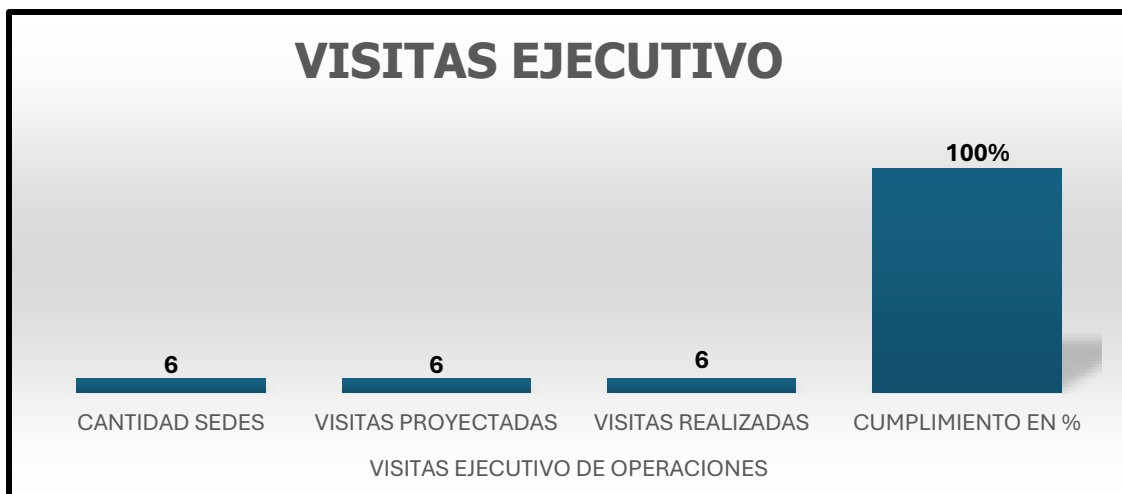 VISITAS EJECUTIVO
100%
6 6 6
CANTIDAD SEDES VISITAS PROYECTADAS VISITAS REALIZADAS CUMPLIMIENTO EN %
VISITAS EJECUTIVO DE OPERACIONES